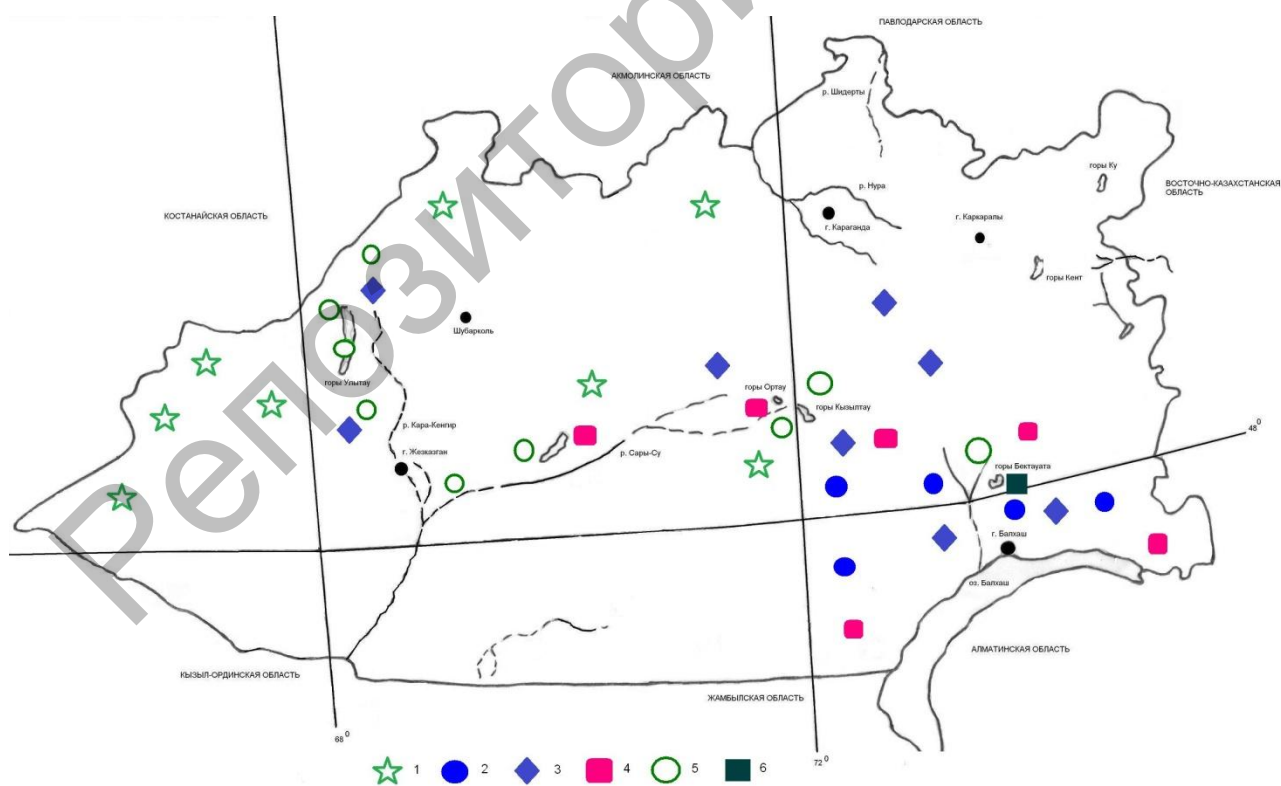 ПАВЛОДАРСКАЯ ОБЛАСТЬ
АКМОЛИНСКАЯ ОБЛАСТЬ
р. Шидерты
горы Ку
ВОСТОЧНО-КАЗАХСТАНСКАЯ
ОБЛАСТЬ
р. Нура
КОСТАНАЙСКАЯ ОБЛАСТЬ
г. Караганда
г. Каркаралы
горы Кент
Шубарколь
горы Улытау
горы Ортау
горы Кызылтау
р. Кара-Кенгир
48⁰
г. Жезказган
р. Сары-Су
горы Бектауата
г. Балхаш
оз. Балхаш
АЛМАТИНСКАЯ ОБЛАСТЬ
КЫЗЫЛ-ОРДИНСКАЯ ОБЛАСТЬ
ЖАМБЫЛСКАЯ ОБЛАСТЬ
68⁰
72⁰
1 2 3 4 5 6
Репозитори